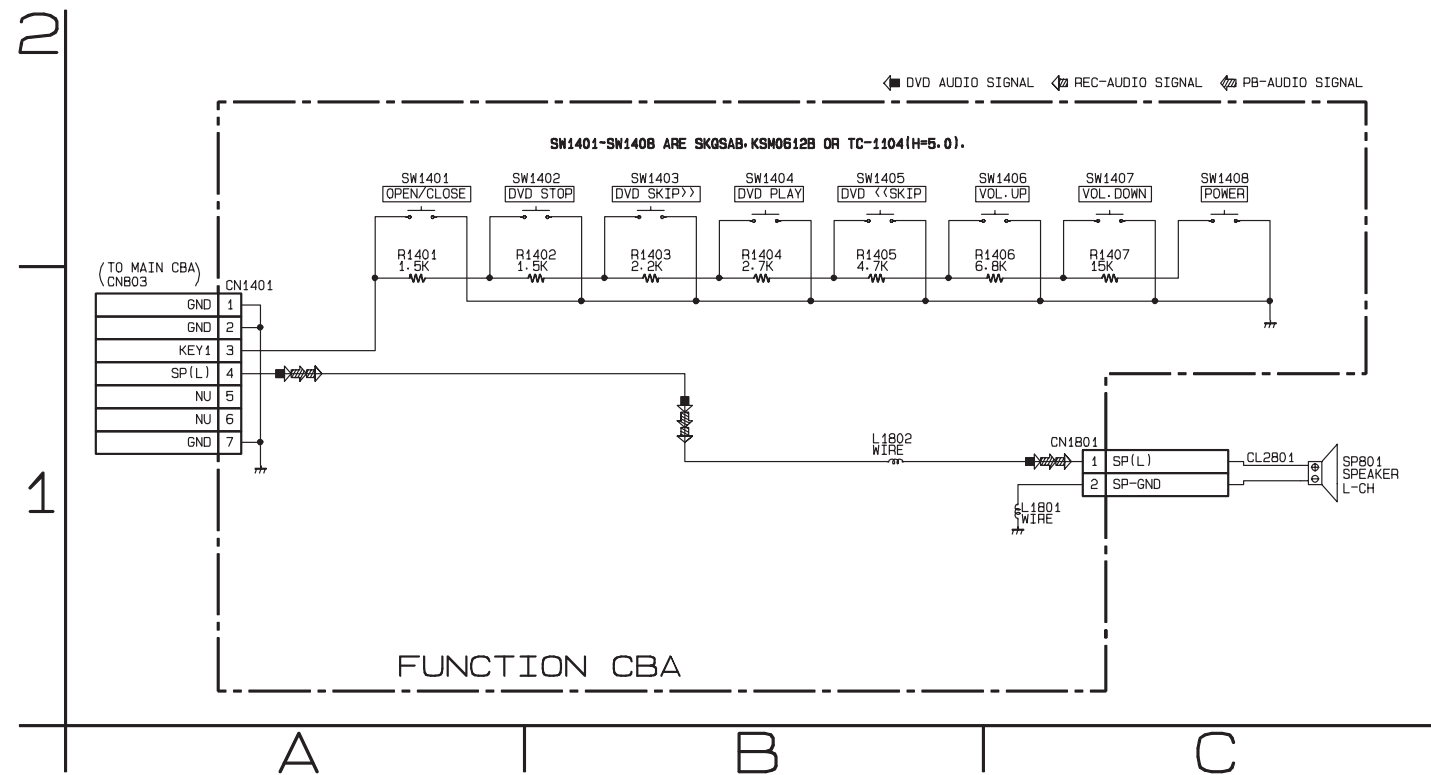 2
DVD AUDIO SIGNAL
REC-AUDIO SIGNAL
PB-AUDIO SIGNAL
SW1401-SW1408 ARE SKQSAB,KSM0612B OR TC-1104(H=5.0).
SW1401
OPEN/CLOSE
SW1402
DVD STOP
SW1403
DVD SKIP>>
SW1404
DVD PLAY
SW1405
DVD <<SKIP
SW1406
VOL.UP
SW1407
VOL.DOWN
SW1408
POWER
R1401
1.5K
R1402
1.5K
R1403
2.2K
R1404
2.7K
R1405
4.7K
R1406
6.8K
R1407
15K
(TO MAIN CBA)
CN803
CN1401
GND 1
GND 2
KEY1 3
SP(L) 4
NU 5
NU 6
GND 7
L1802
WIRE
CN1801
1 SP(L)
2 SP-GND
L1801
WIRE
CL2801
SP801
SPEAKER
L-CH
1
FUNCTION CBA
A
B
C